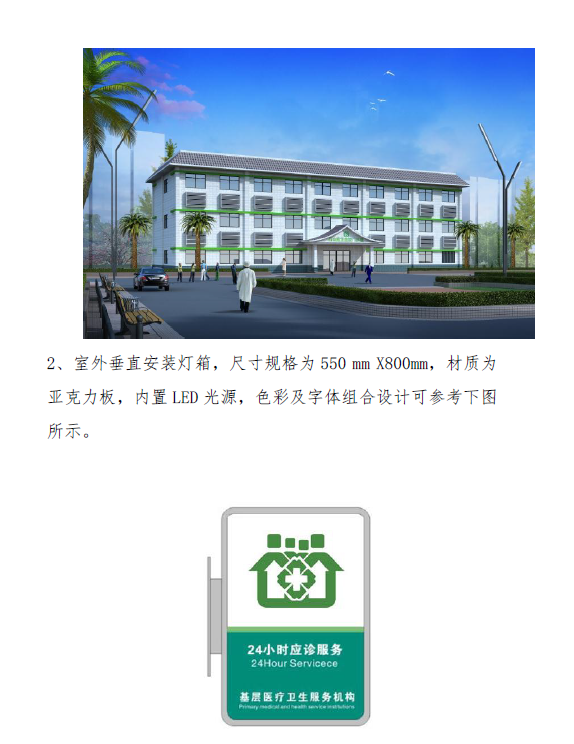 2、室外垂直安装灯箱，尺寸规格为 550 mm X800mm，材质为
亚克力板，内置 LED 光源，色彩及字体组合设计可参考下图
所示。
24小时应诊服务
24Hour Servicece
基层医疗卫生服务机构
Primary medical and health service institutions